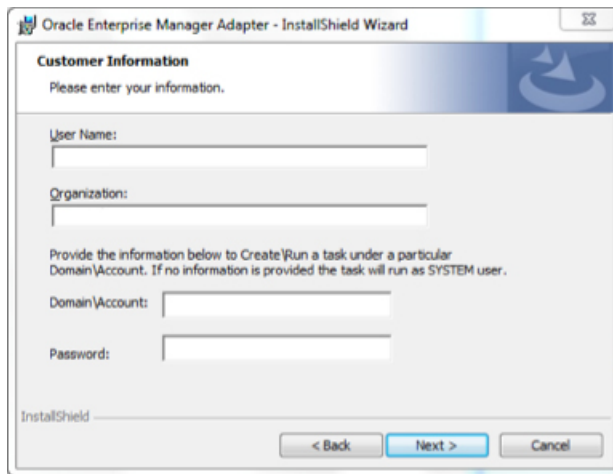 Oracle Enterprise Manager Adapter - InstallShield Wizard
Customer Information
Please enter your information.
User Name:
Organization:
Provide the information below to Create\Run a task under a particular
Domain\Account. If no information is provided the task will run as SYSTEM user.
Domain\Account:
Password:
InstallShield
< Back Next > Cancel